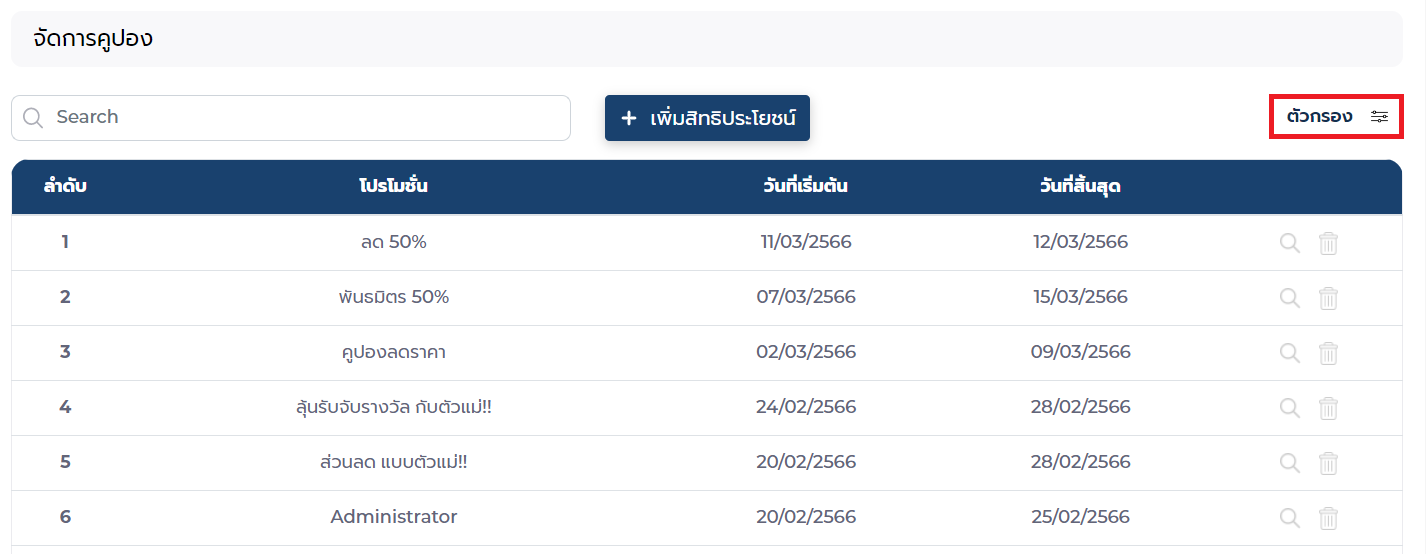 จัดการคูปอง
Search
+ เพิ่มสิทธิประโยชน์
ตัวกรอง
ลำดับ โปรโมชั่น วันที่เริ่มต้น วันที่สิ้นสุด
1 ลด 50% 11/03/2566 12/03/2566
2 พันธมิตร 50% 07/03/2566 15/03/2566
3 คูปองลดราคา 02/03/2566 09/03/2566
4 ลุ้นรับจับรางวัล กับตัวแม่!! 24/02/2566 28/02/2566
5 ส่วนลด แบบตัวแม่!! 20/02/2566 28/02/2566
6 Administrator 20/02/2566 25/02/2566